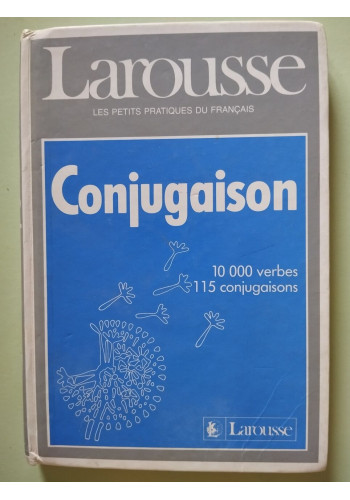 Larousse
LES PETITS PRATIQUES DU FRANÇAIS
Conjugaison
10 000 verbes
115 conjugaisons
Larousse